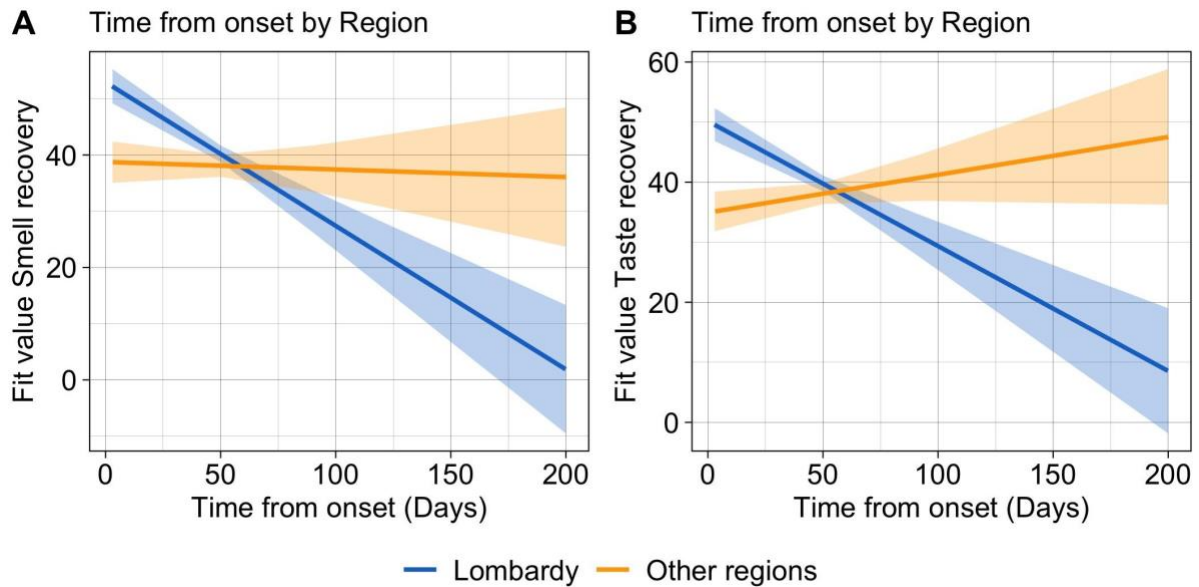 A
Time from onset by Region
Fit value Smell recovery
40
20
0
0
50
100
150
200
Time from onset (Days)
B
Time from onset by Region
Fit value Taste recovery
60
40
20
0
0
50
100
150
200
Time from onset (Days)
Lombardy
Other regions